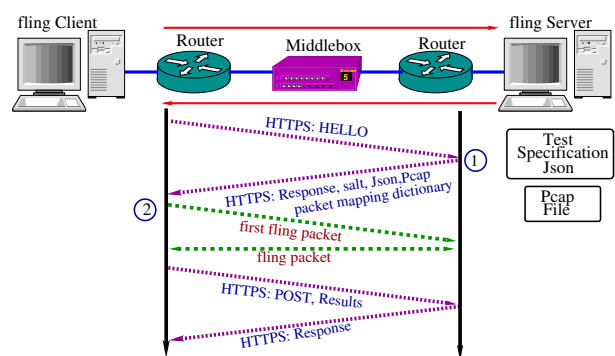 fling Client
fling Server
Router
Middlebox
Router
5
HTTPS: HELLO
1
Test
Specification
Json
HTTPS: Response, salt, Json,Pcap
packet mapping dictionary
2
Pcap
File
first fling packet
fling packet
HTTPS: POST, Results
HTTPS: Response